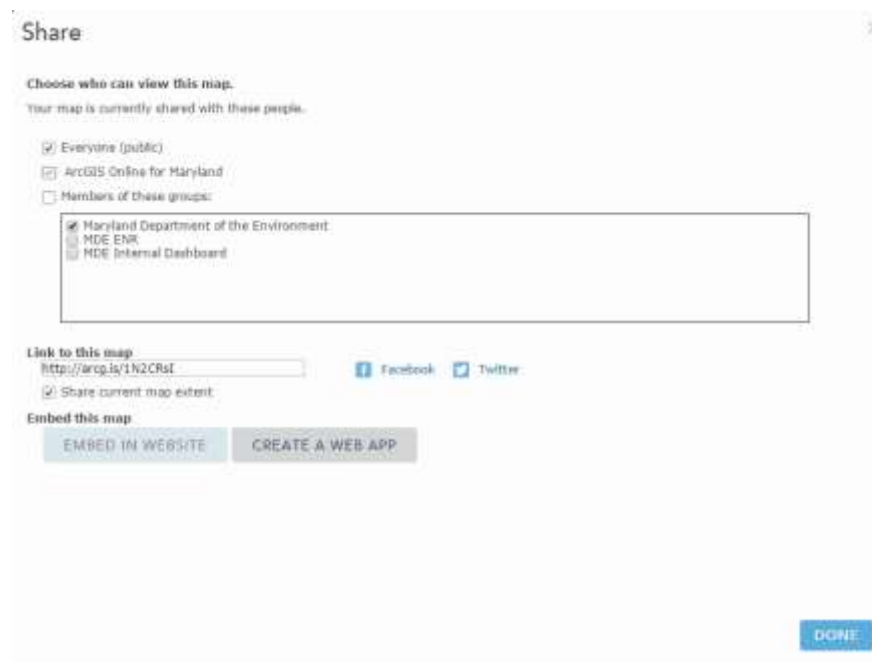 Share
Choose who can view this map.
Your map is currently shared with these people.
Everyone (public)
ArcGIS Online for Maryland
Members of these groups:
Maryland Department of the Environment
MDE ENR
MDE Internal Dashboard
Link to this map
http://arcg.is/1N2CRsI
Facebook Twitter
Share current map extent
Embed this map
EMBED IN WEBSITE CREATE A WEB APP
DONE